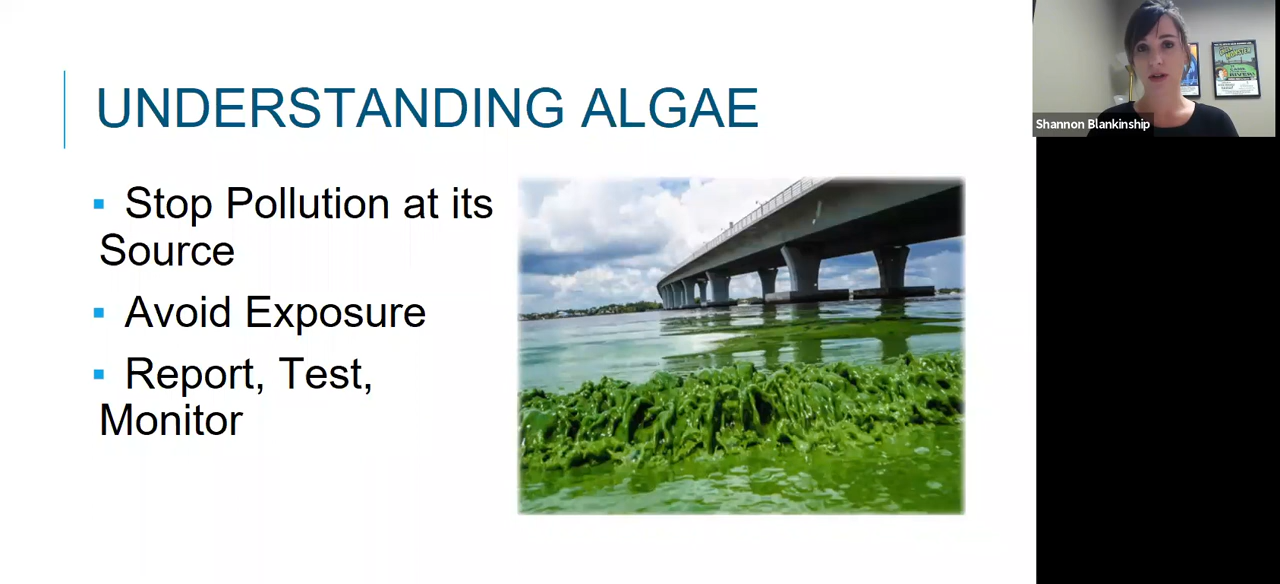 UNDERSTANDING ALGAE
▪ Stop Pollution at its
Source
▪ Avoid Exposure
▪ Report, Test,
Monitor
Shannon Blankinship